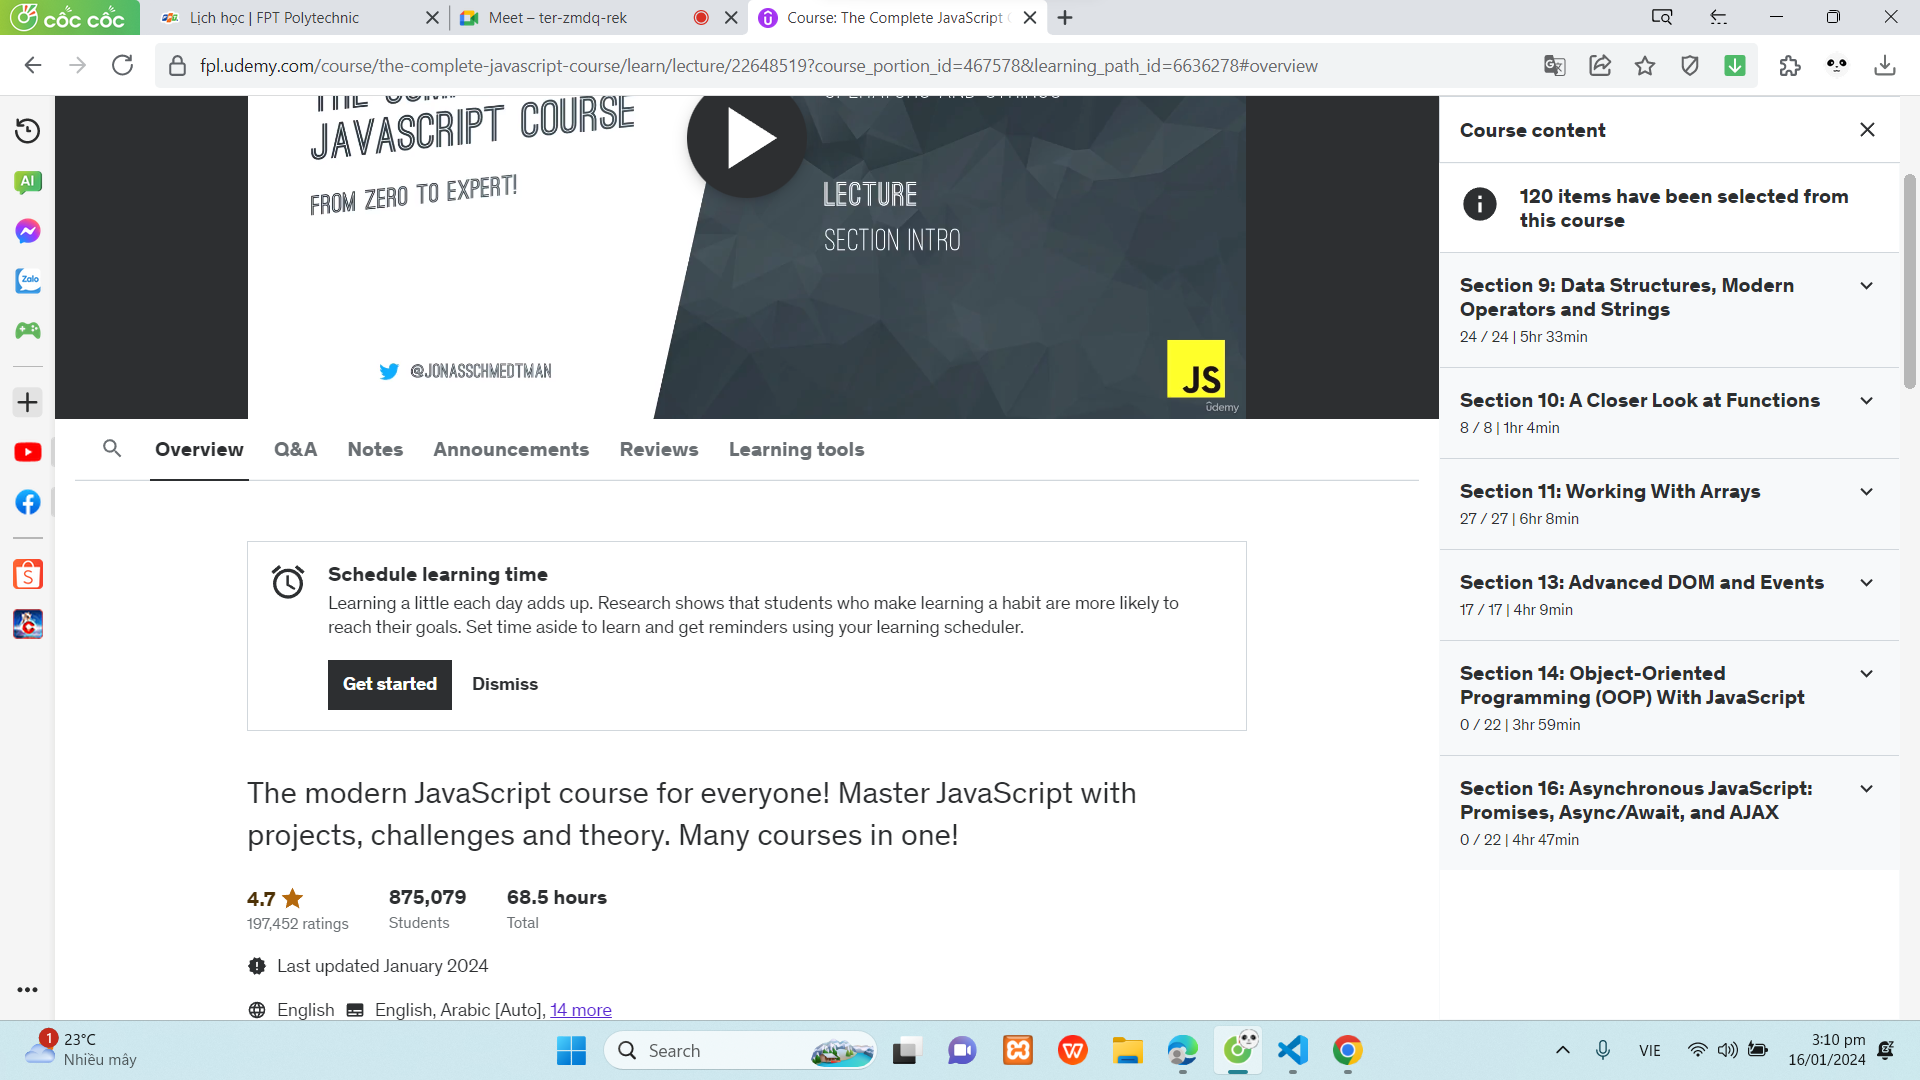 cốc cốc
Lịch học | FPT Polytechnic
Meet – ter-zmdq-rek
Course: The Complete JavaScript
fpl.udemy.com/course/the-complete-javascript-course/learn/lecture/22648519?course_portion_id=467578&learning_path_id=6636278#overview
AI
Zalo
JAVASCRIPT COURSE
FROM ZERO TO EXPERT!
LECTURE
SECTION INTRO
@JONASSCHMEDTMAN
JS
ûdemy
Course content
120 items have been selected from
this course
Section 9: Data Structures, Modern
Operators and Strings
24 / 24 | 5hr 33min
Section 10: A Closer Look at Functions
8 / 8 | 1hr 4min
Section 11: Working With Arrays
27 / 27 | 6hr 8min
Section 13: Advanced DOM and Events
17 / 17 | 4hr 9min
Section 14: Object-Oriented
Programming (OOP) With JavaScript
0 / 22 | 3hr 59min
Section 16: Asynchronous JavaScript:
Promises, Async/Await, and AJAX
0 / 22 | 4hr 47min
Overview Q&A Notes Announcements Reviews Learning tools
Schedule learning time
Learning a little each day adds up. Research shows that students who make learning a habit are more likely to
reach their goals. Set time aside to learn and get reminders using your learning scheduler.
Get started Dismiss
The modern JavaScript course for everyone! Master JavaScript with
projects, challenges and theory. Many courses in one!
4.7 875,079 68.5 hours
197,452 ratings Students Total
Last updated January 2024
English English, Arabic [Auto], 14 more
1
23°C
Nhiều mây
Search
VIE
3:10 pm
16/01/2024